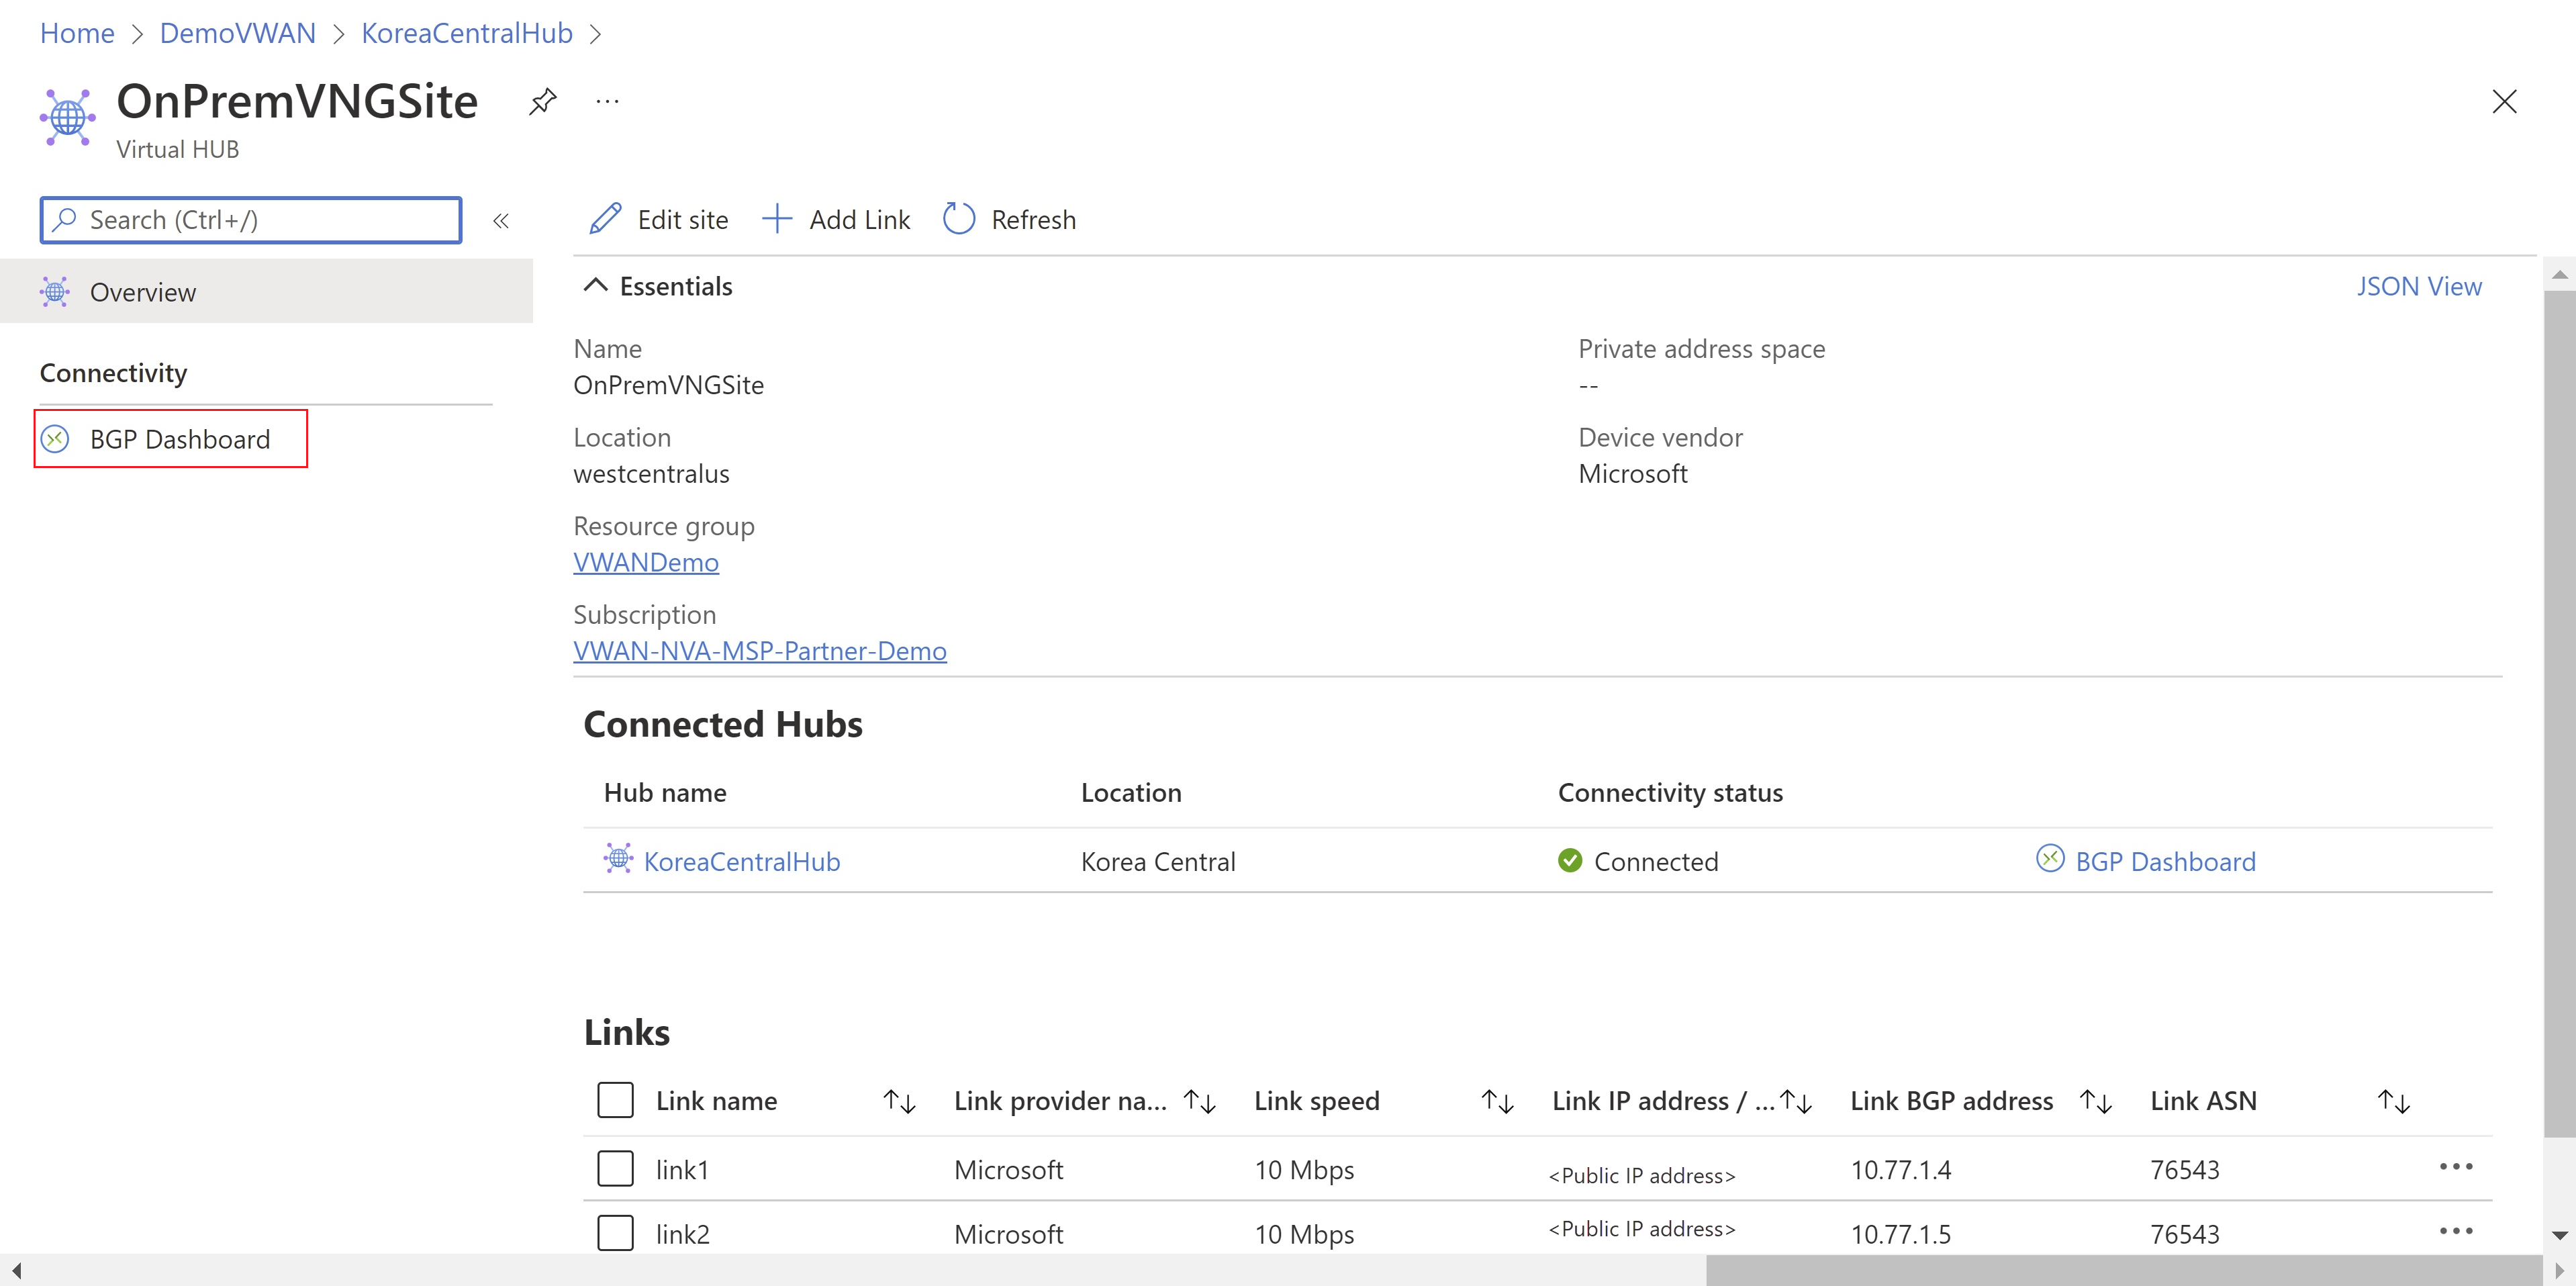 Home > DemoVWAN > KoreaCentralHub >
OnPremVNGSite ...
Virtual HUB
Search (Ctrl+/) «
Edit site Add Link Refresh
Overview
Connectivity
BGP Dashboard
Essentials JSON View
Name Private address space
OnPremVNGSite --
Location Device vendor
westcentralus Microsoft
Resource group
VWANDemo
Subscription
VWAN-NVA-MSP-Partner-Demo
Connected Hubs
Hub name Location Connectivity status
KoreaCentralHub Korea Central Connected BGP Dashboard
Links
Link name Link provider na... Link speed Link IP address / ... Link BGP address Link ASN
link1 Microsoft 10 Mbps <Public IP address> 10.77.1.4 76543 •••
link2 Microsoft 10 Mbps <Public IP address> 10.77.1.5 76543 •••